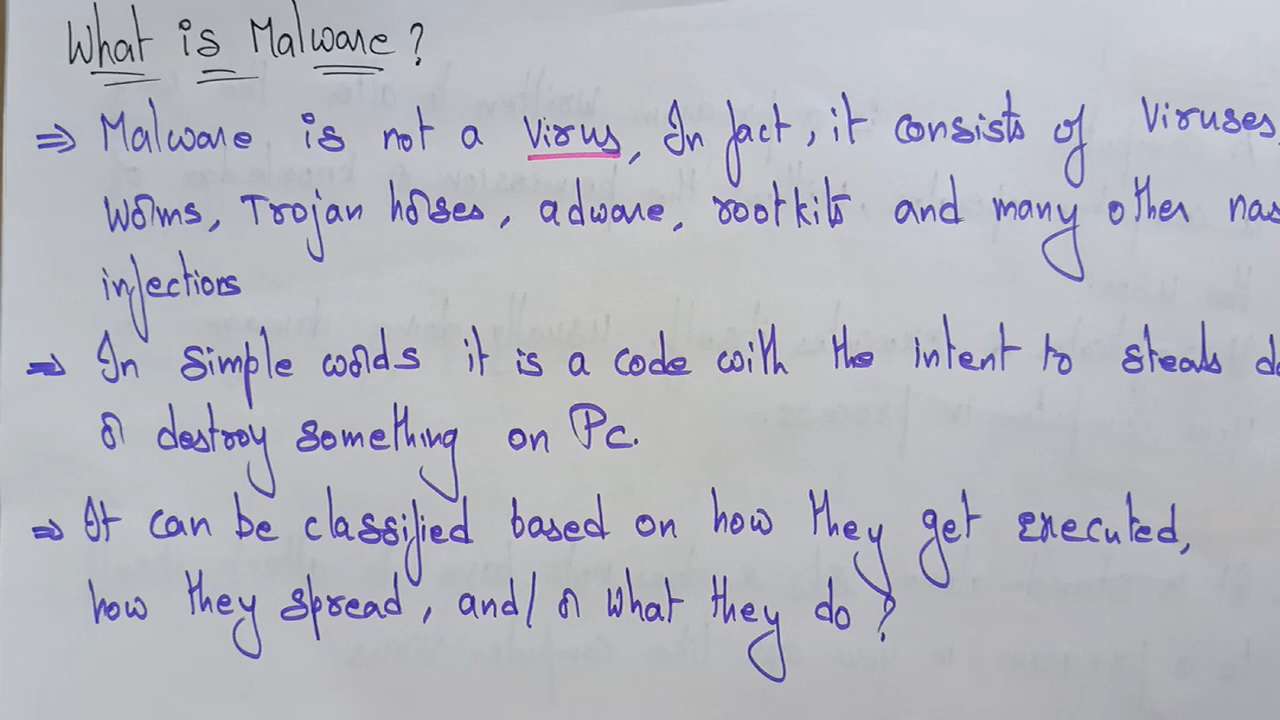 What is Malware?
⇒ Malware is not a Virus, In fact, it consists of Viruses,
Worms, Trojan horses, adware, rootkits and many other nas
infections
⇒ In simple words it is a code with the intent to steals d
or destroy something on Pc.
⇒ It can be classified based on how they get executed,
how they spread, and/or what they do?